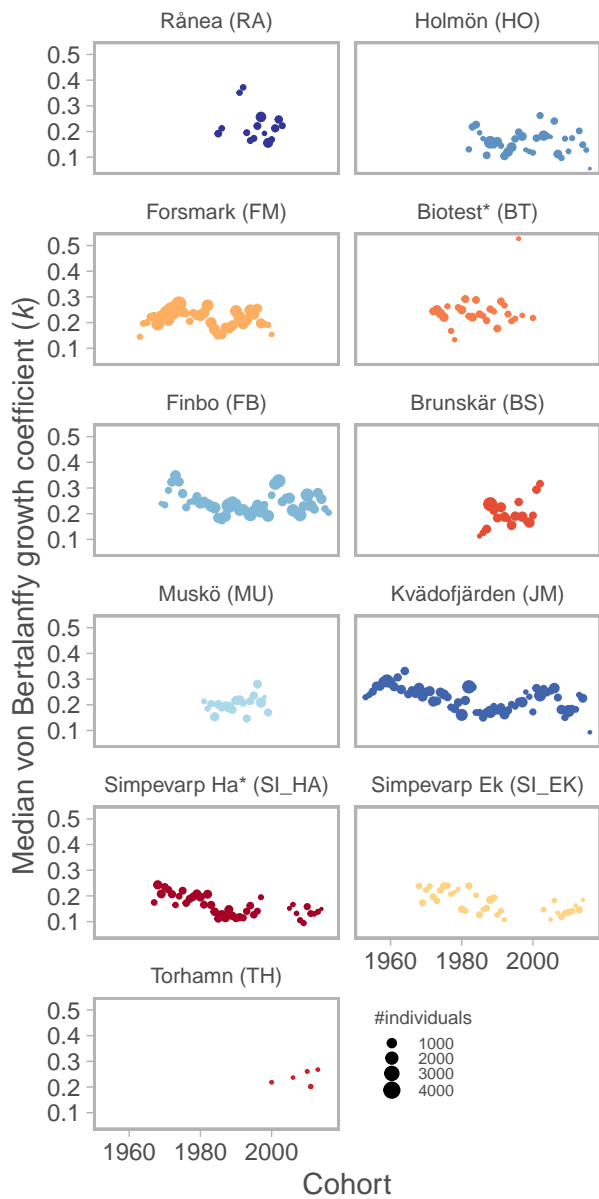 Rånea (RA)
Holmön (HO)
0.5
0.4
0.3
0.2
0.1
Forsmark (FM)
Biotest* (BT)
0.5
0.4
0.3
0.2
0.1
Finbo (FB)
Brunskär (BS)
0.5
0.4
0.3
0.2
0.1
Muskö (MU)
Kvädofjärden (JM)
0.5
0.4
0.3
0.2
0.1
Simpevarp Ha* (SI_HA)
Simpevarp Ek (SI_EK)
0.5
0.4
0.3
0.2
0.1
1960 1980 2000
Torhamn (TH)
0.5
0.4
0.3
0.2
0.1
1960 1980 2000
#individuals
1000
2000
3000
4000
Cohort
Median von Bertalanffy growth coefficient (k)